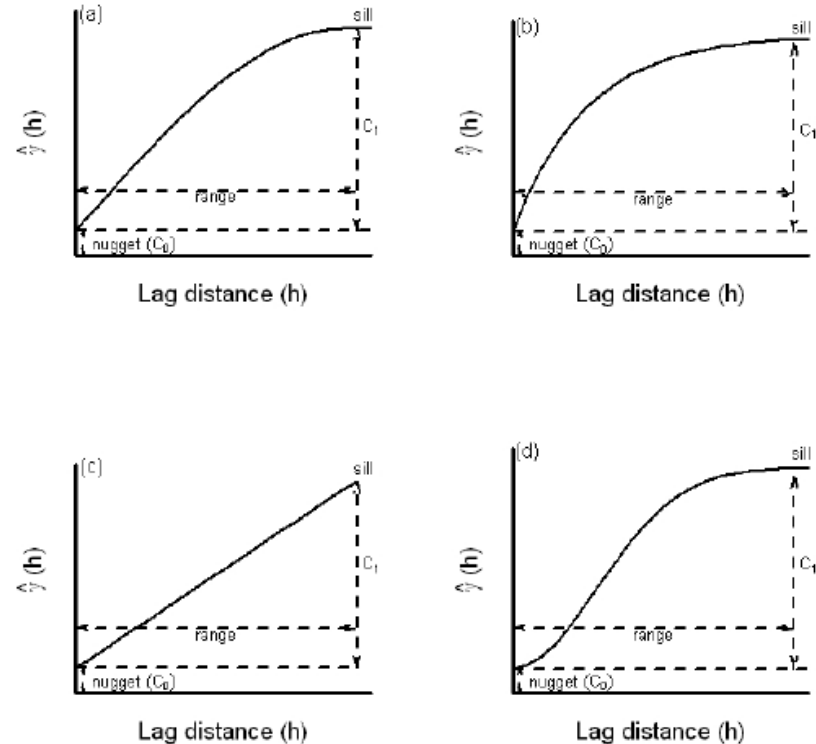 (a)
sill
γ̂ (h)
C1
range
nugget (C0)
Lag distance (h)
(b)
sill
γ̂ (h)
C1
range
nugget (C0)
Lag distance (h)
(c)
sill
γ̂ (h)
C1
range
nugget (C0)
Lag distance (h)
(d)
sill
γ̂ (h)
C1
range
nugget (C0)
Lag distance (h)